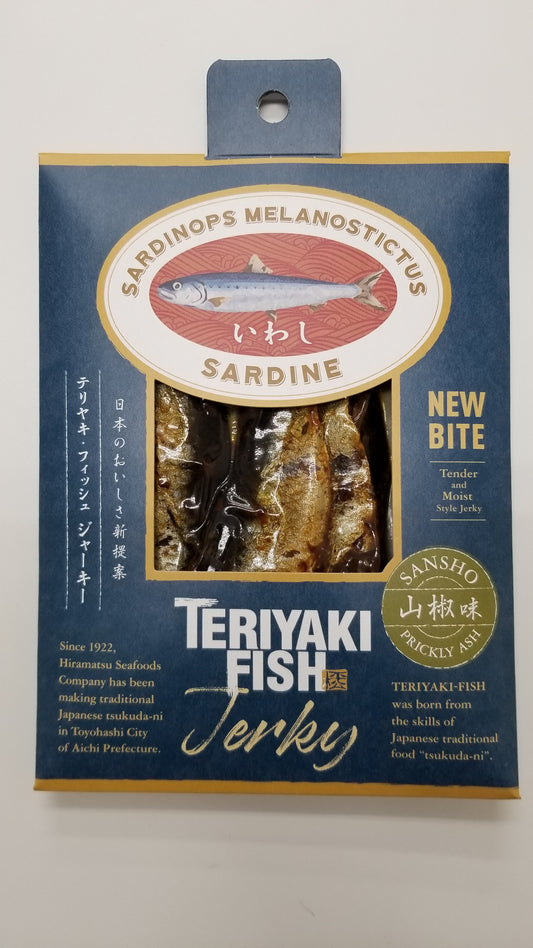 SARDINOPS MELANOSTICTUS
いわし
SARDINE
日本のおいしさ新提案
テリヤキ・フィッシュ ジャーキー
NEW
BITE
Tender
and
Moist
Style Jerky
SANSHO
山椒味
PRICKLY ASH
TERIYAKI
FISH
Jerky
Since 1922,
Hiramatsu Seafoods
Company has been
making traditional
Japanese tsukuda-ni
in Toyohashi City
of Aichi Prefecture.
TERIYAKI-FISH
was born from
the skills of
Japanese traditional
food "tsukuda-ni".